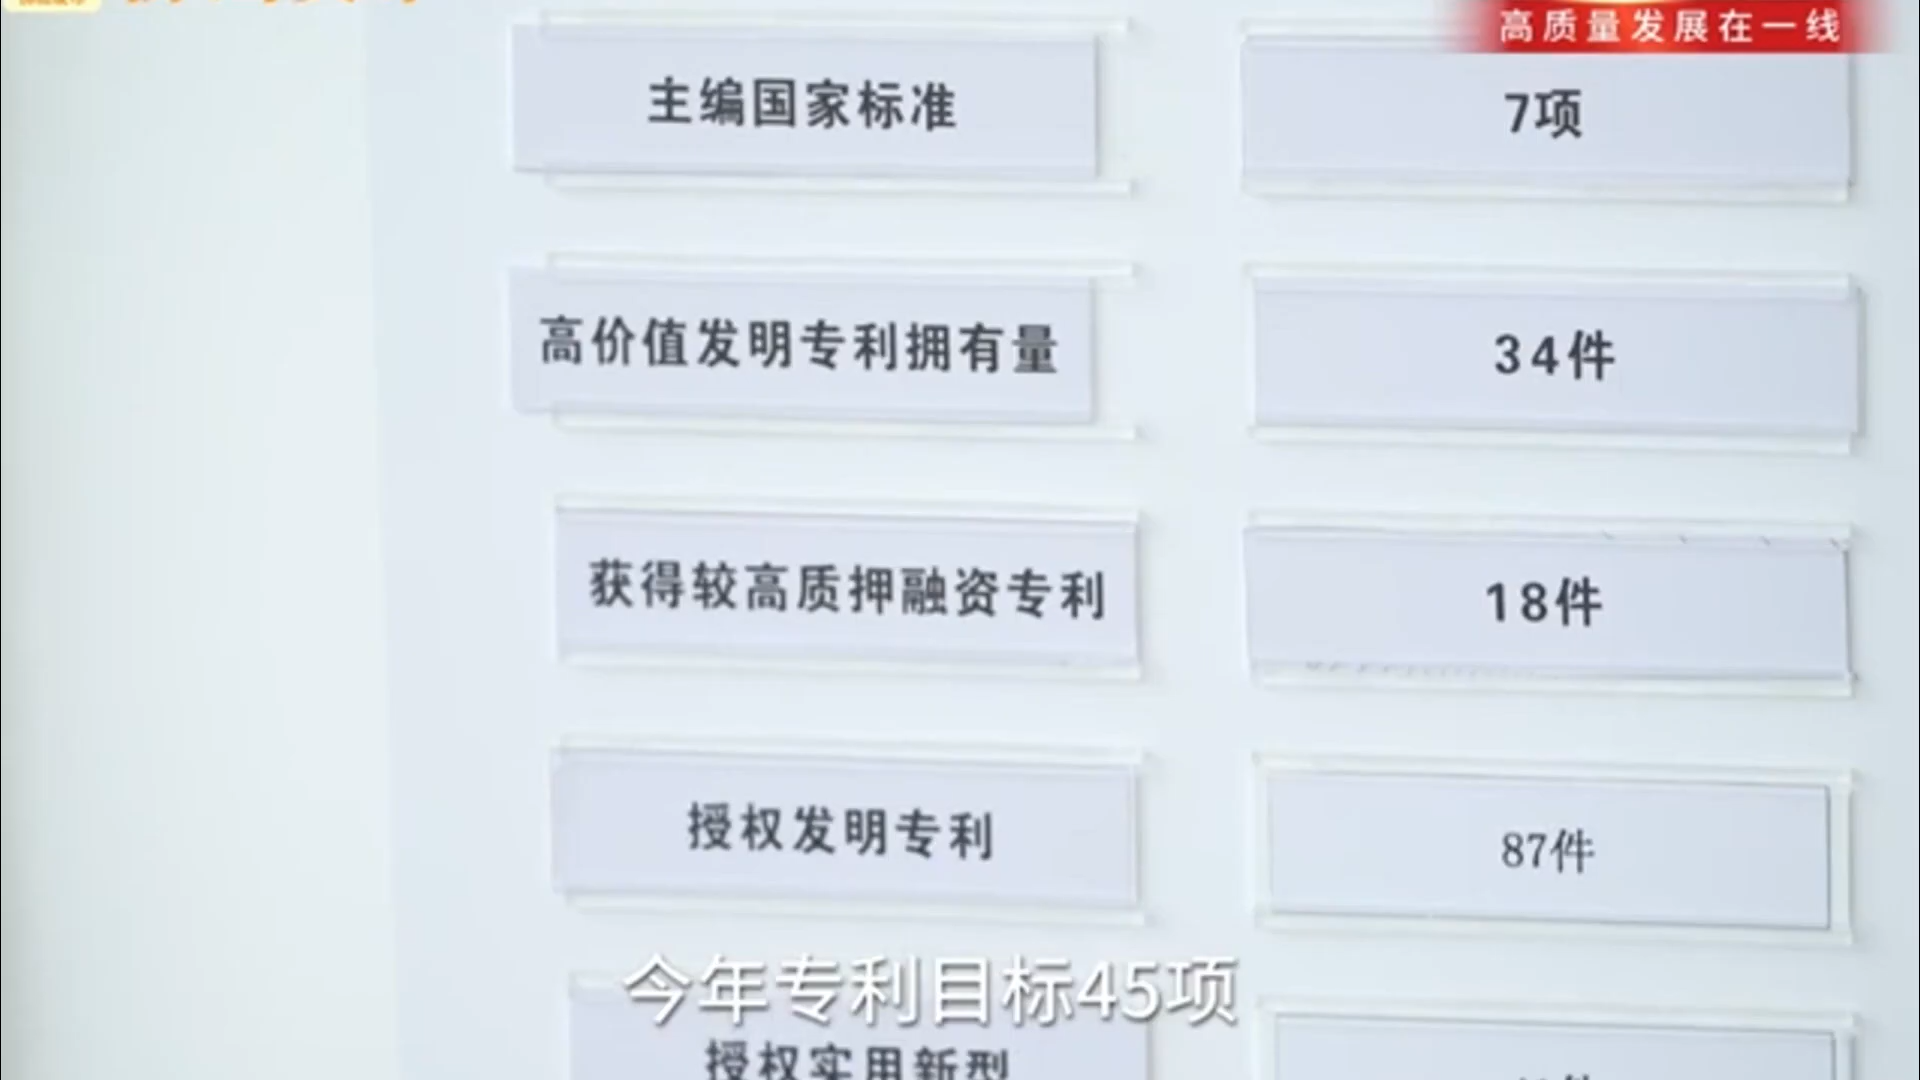 高质量发展在一线
主编国家标准 7项
高价值发明专利拥有量 34件
获得较高质押融资专利 18件
授权发明专利 87件
今年专利目标45项
授权实用新型